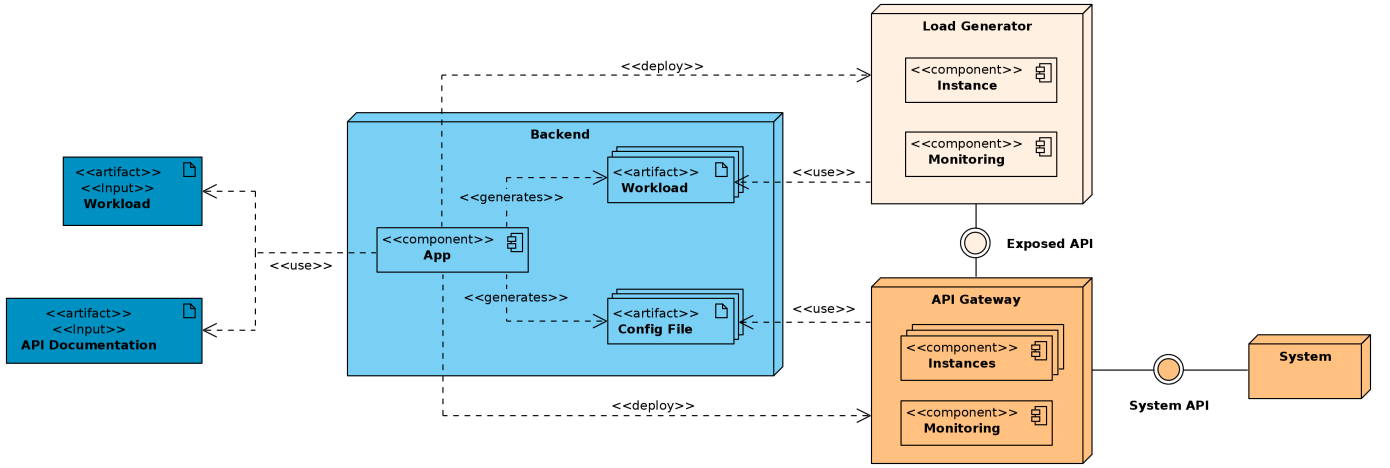 Load Generator
<<component>>
Instance
<<component>>
Monitoring
<<deploy>>
Backend
<<artifact>>
Workload
<<use>>
<<generates>>
<<artifact>>
<<Input>>
Workload
<<component>>
App
<<use>>
Exposed API
<<generates>>
<<artifact>>
Config File
<<use>>
<<artifact>>
<<Input>>
API Documentation
API Gateway
<<component>>
Instances
<<component>>
Monitoring
<<deploy>>
System API
System